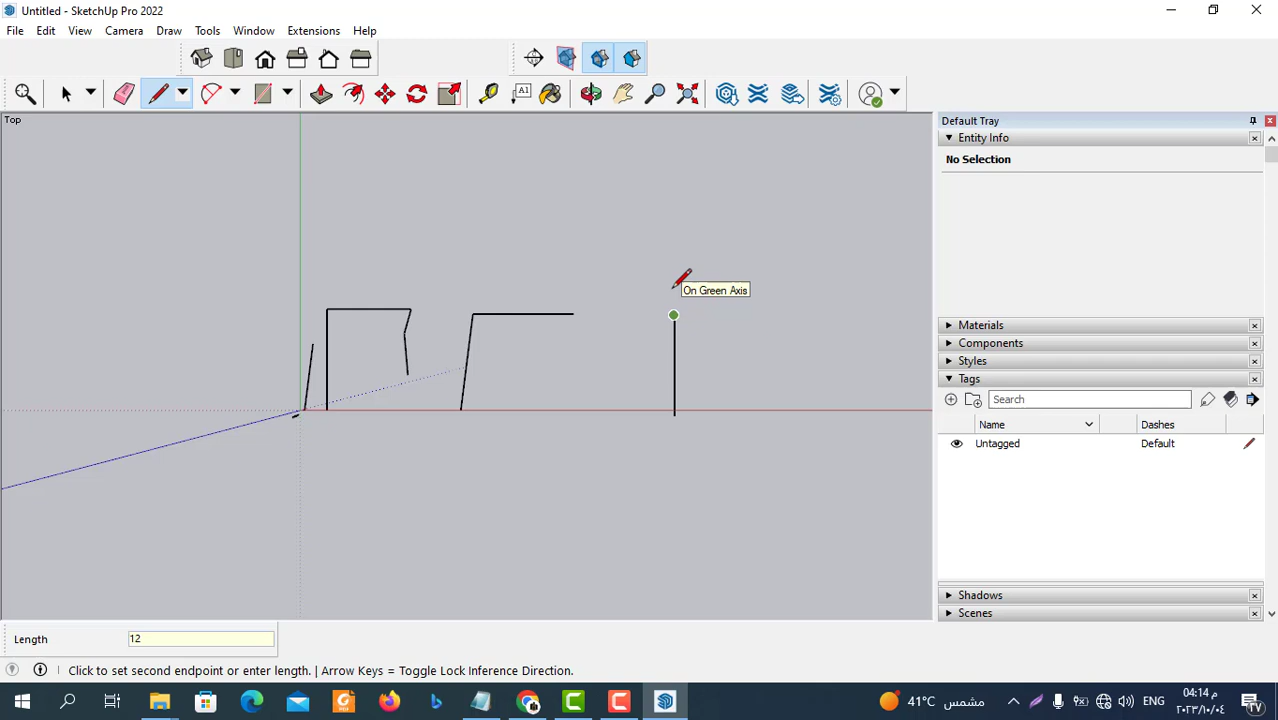 Untitled - SketchUp Pro 2022
File Edit View Camera Draw Tools Window Extensions Help
A1
Top
Default Tray
Entity Info
No Selection
On Green Axis
Materials
Components
Styles
Tags
Search
Name Dashes
Untagged Default
Shadows
Scenes
Length 12
Click to set second endpoint or enter length. | Arrow Keys = Toggle Lock Inference Direction.
41°C مشمس ENG 04:14 م
٢٠٢٣/١٠/٠٤